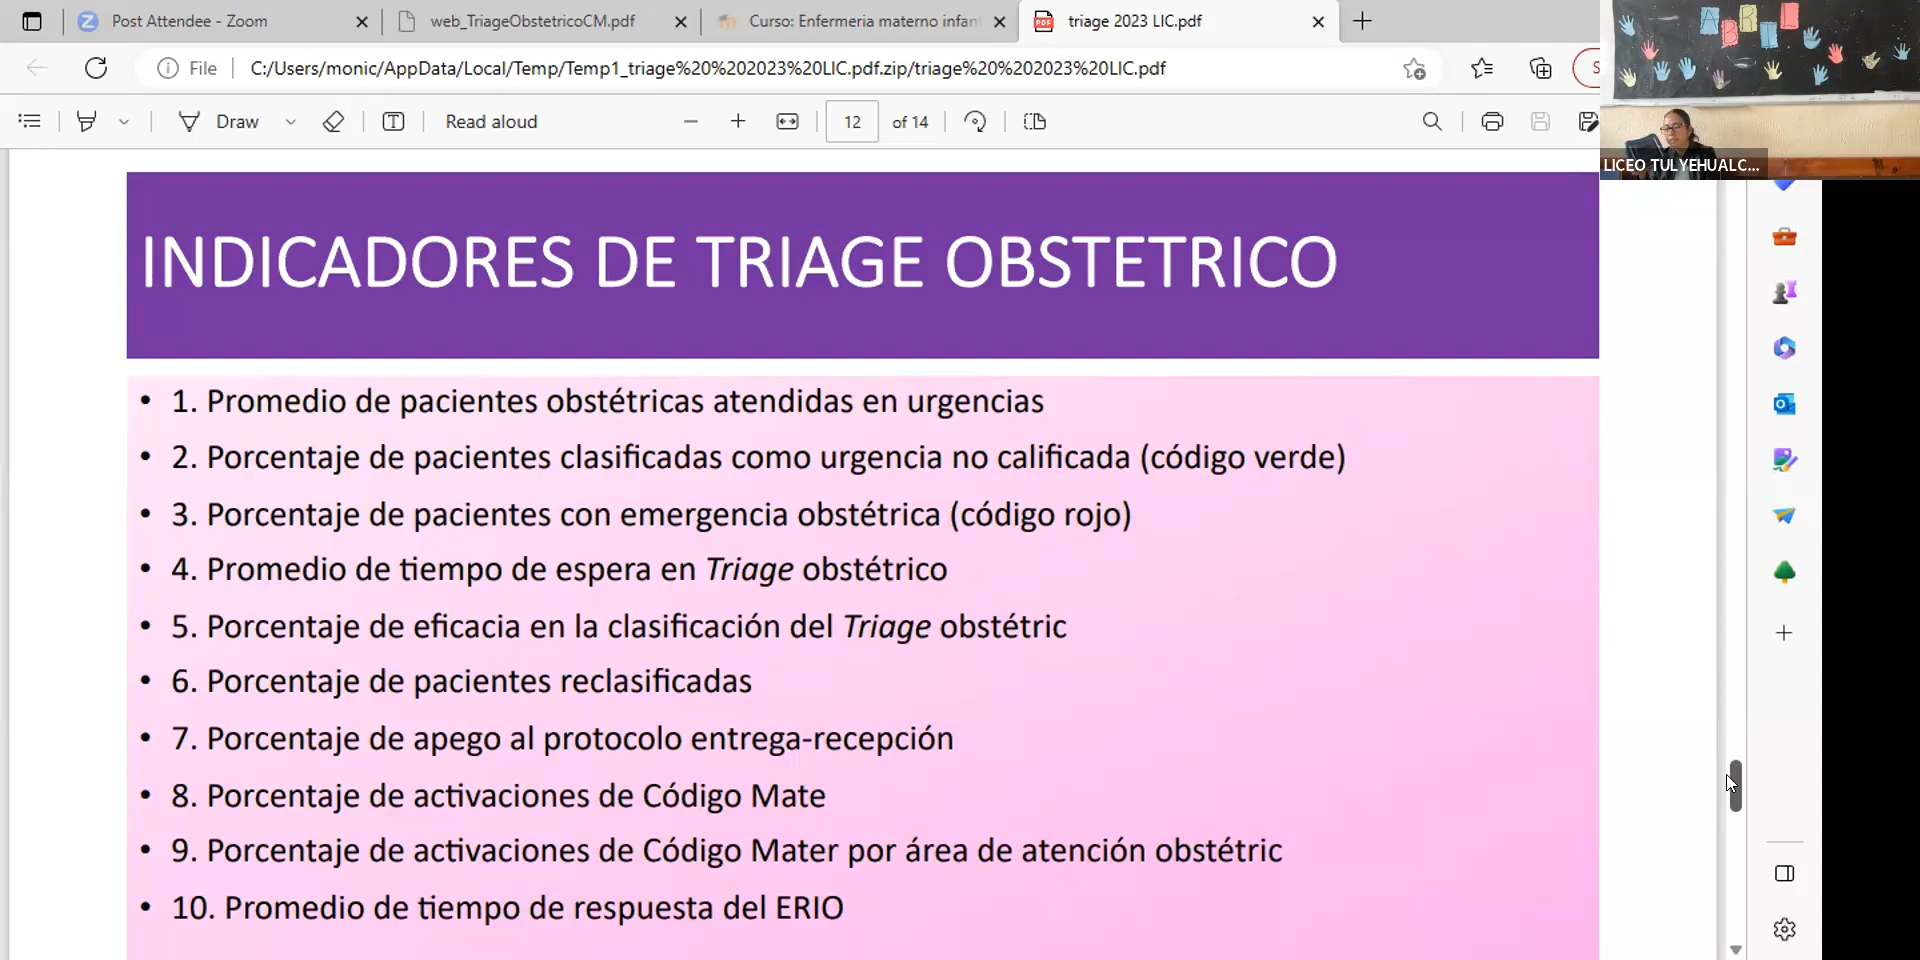 Post Attendee - Zoom
web_TriageObstetricoCM.pdf
Curso: Enfermeria materno infan
triage 2023 LIC.pdf
File
C:/Users/monic/AppData/Local/Temp/Temp1_triage%20%202023%20LIC.pdf.zip/triage%20%202023%20LIC.pdf
S
Draw
Read aloud
12
of 14
ABRIL
LICEO TULYEHUALC...
INDICADORES DE TRIAGE OBSTETRICO
• 1. Promedio de pacientes obstétricas atendidas en urgencias
• 2. Porcentaje de pacientes clasificadas como urgencia no calificada (código verde)
• 3. Porcentaje de pacientes con emergencia obstétrica (código rojo)
• 4. Promedio de tiempo de espera en Triage obstétrico
• 5. Porcentaje de eficacia en la clasificación del Triage obstétric
• 6. Porcentaje de pacientes reclasificadas
• 7. Porcentaje de apego al protocolo entrega-recepción
• 8. Porcentaje de activaciones de Código Mate
• 9. Porcentaje de activaciones de Código Mater por área de atención obstétric
• 10. Promedio de tiempo de respuesta del ERIO